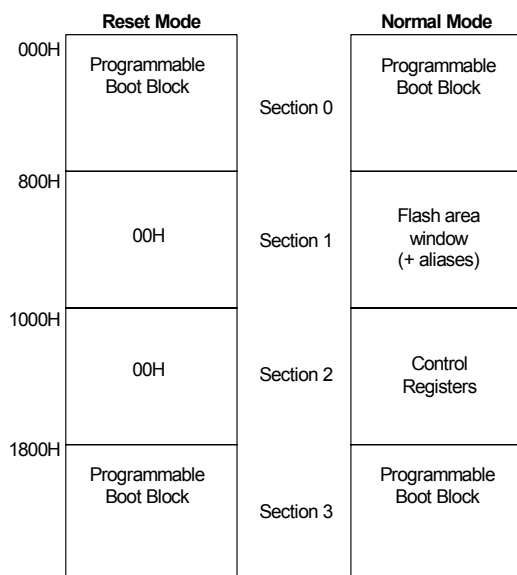 Reset Mode Normal Mode
000H
Programmable
Boot Block
Section 0
Programmable
Boot Block
800H
00H
Section 1
Flash area
window
(+ aliases)
1000H
00H
Section 2
Control
Registers
1800H
Programmable
Boot Block
Section 3
Programmable
Boot Block